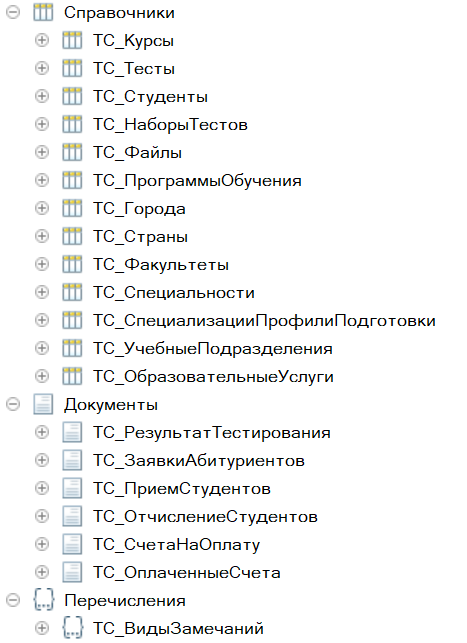 Справочники
ТС_Курсы
ТС_Тесты
ТС_Студенты
ТС_НаборыТестов
ТС_Файлы
ТС_ПрограммыОбучения
ТС_Города
ТС_Страны
ТС_Факультеты
ТС_Специальности
ТС_СпециализацииПрофилиПодготовки
ТС_УчебныеПодразделения
ТС_ОбразовательныеУслуги
Документы
ТС_РезультатТестирования
ТС_ЗаявкиАбитуриентов
ТС_ПриемСтудентов
ТС_ОтчислениеСтудентов
ТС_СчетаНаОплату
ТС_ОплаченныеСчета
Перечисления
ТС_ВидыЗамечаний